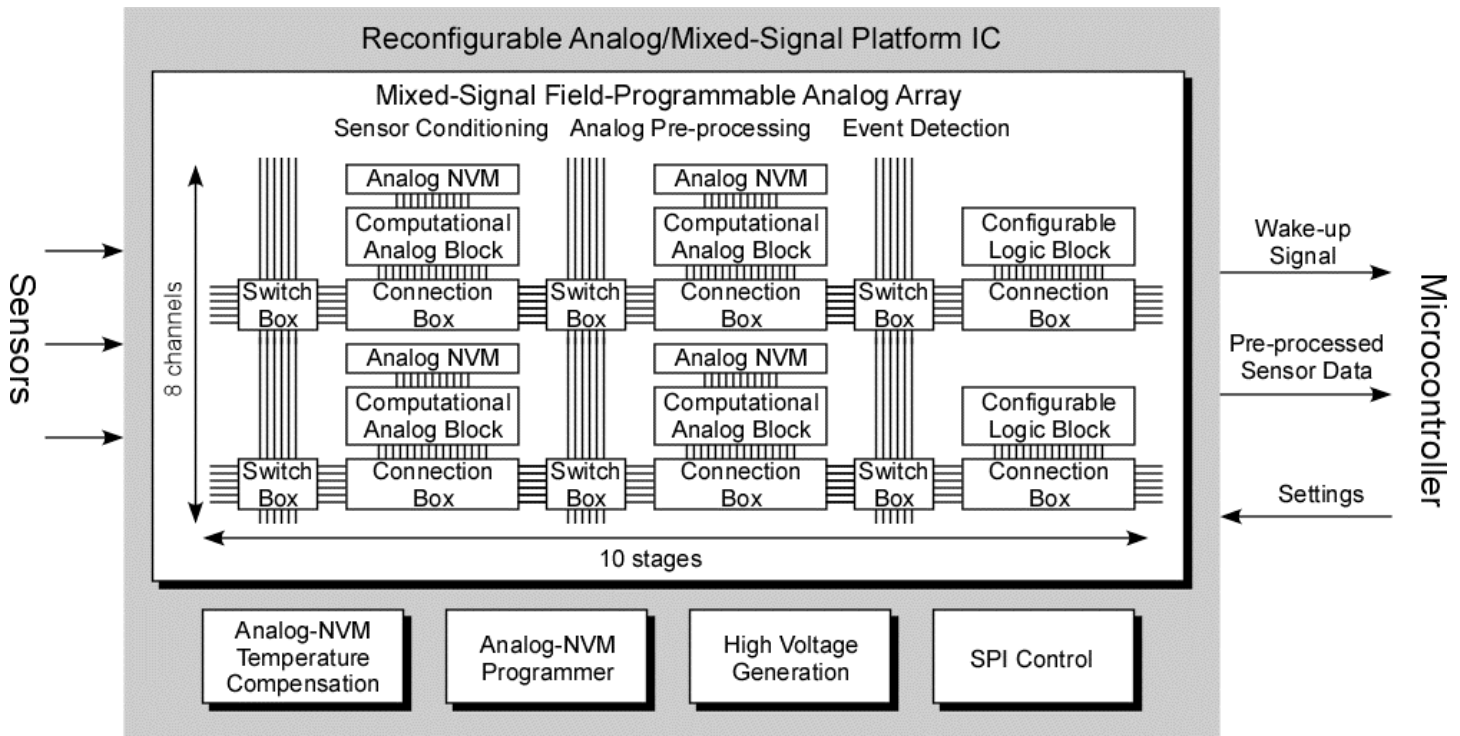 Reconfigurable Analog/Mixed-Signal Platform IC
Mixed-Signal Field-Programmable Analog Array
Sensor Conditioning
Analog Pre-processing
Event Detection
Analog NVM
Analog NVM
Computational
Analog Block
Computational
Analog Block
Configurable
Logic Block
Switch
Box
Connection
Box
Switch
Box
Connection
Box
Switch
Box
Connection
Box
Analog NVM
Analog NVM
Computational
Analog Block
Computational
Analog Block
Configurable
Logic Block
Switch
Box
Connection
Box
Switch
Box
Connection
Box
Switch
Box
Connection
Box
8 channels
10 stages
Sensors
Wake-up
Signal
Pre-processed
Sensor Data
Settings
Microcontroller
Analog-NVM
Temperature
Compensation
Analog-NVM
Programmer
High Voltage
Generation
SPI Control